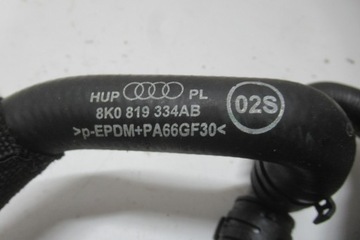 HUP PL
8K0 819 334AB
>p-EPDM+PA66GF30<
02S